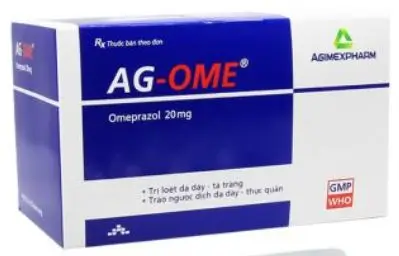 Rx Thuốc bán theo đơn
AGIMEXPHARM
AG-OME®
Omeprazol 20mg
• Trị loét dạ dày - tá tràng
• Trào ngược dịch dạ dày - thực quản
GMP
WHO
AG-OME